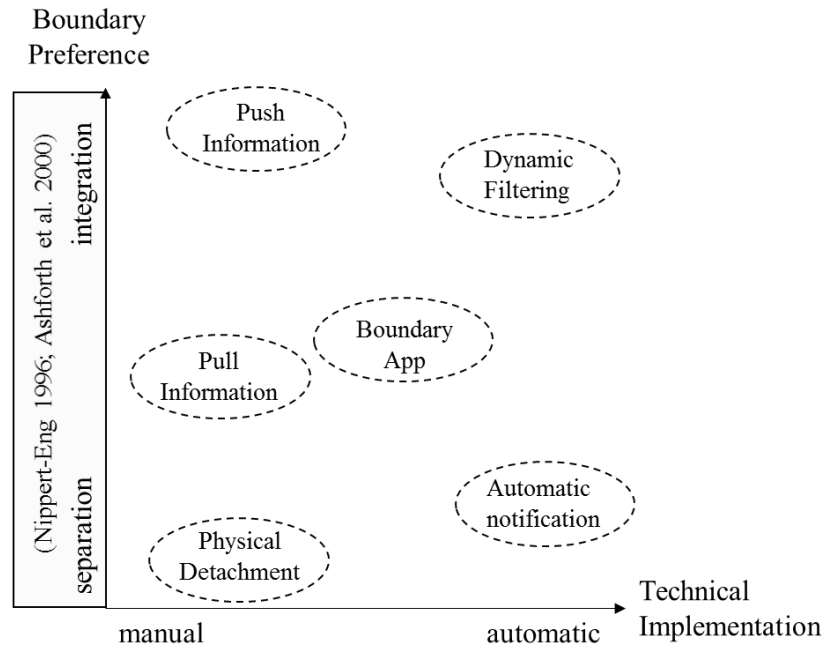 Boundary
Preference
(Nippert-Eng 1996; Ashforth et al. 2000)
integration
separation
Push
Information
Dynamic
Filtering
Boundary
App
Pull
Information
Automatic
notification
Physical
Detachment
Technical
Implementation
manual
automatic